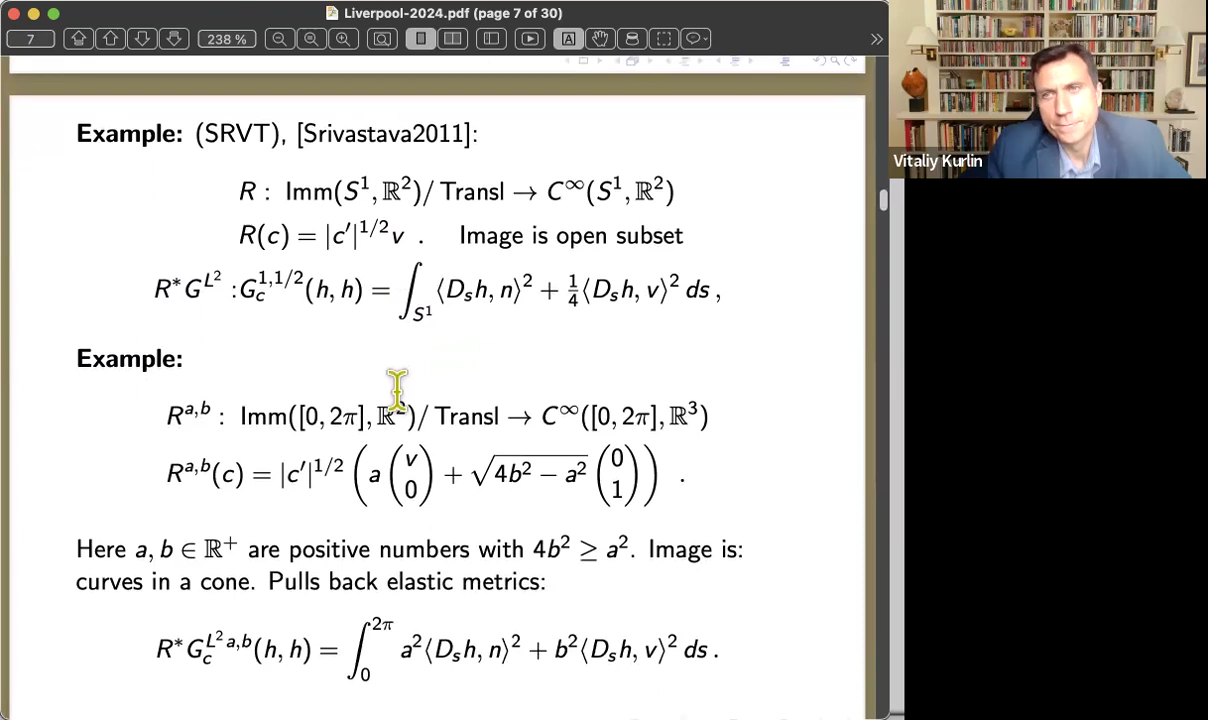 Liverpool-2024.pdf (page 7 of 30)
7
238 %
Example: (SRVT), [Srivastava2011]:
R : Imm(S¹, ℝ²)/ Transl → C^∞(S¹, ℝ²)
R(c) = |c′|^{1/2} v . Image is open subset
R*G^{L²} : G_c^{1,1/2}(h, h) = ∫_{S¹} ⟨D_s h, n⟩² + ¼⟨D_s h, v⟩² ds ,
Example:
R^{a,b} : Imm([0, 2π], ℝ²)/ Transl → C^∞([0, 2π], ℝ³)
R^{a,b}(c) = |c′|^{1/2} ( a (v 0) + √(4b² − a²) (0 1) ) .
Here a, b ∈ ℝ⁺ are positive numbers with 4b² ≥ a². Image is:
curves in a cone. Pulls back elastic metrics:
R*G_c^{L² a,b}(h, h) = ∫_0^{2π} a²⟨D_s h, n⟩² + b²⟨D_s h, v⟩² ds .
Vitaliy Kurlin